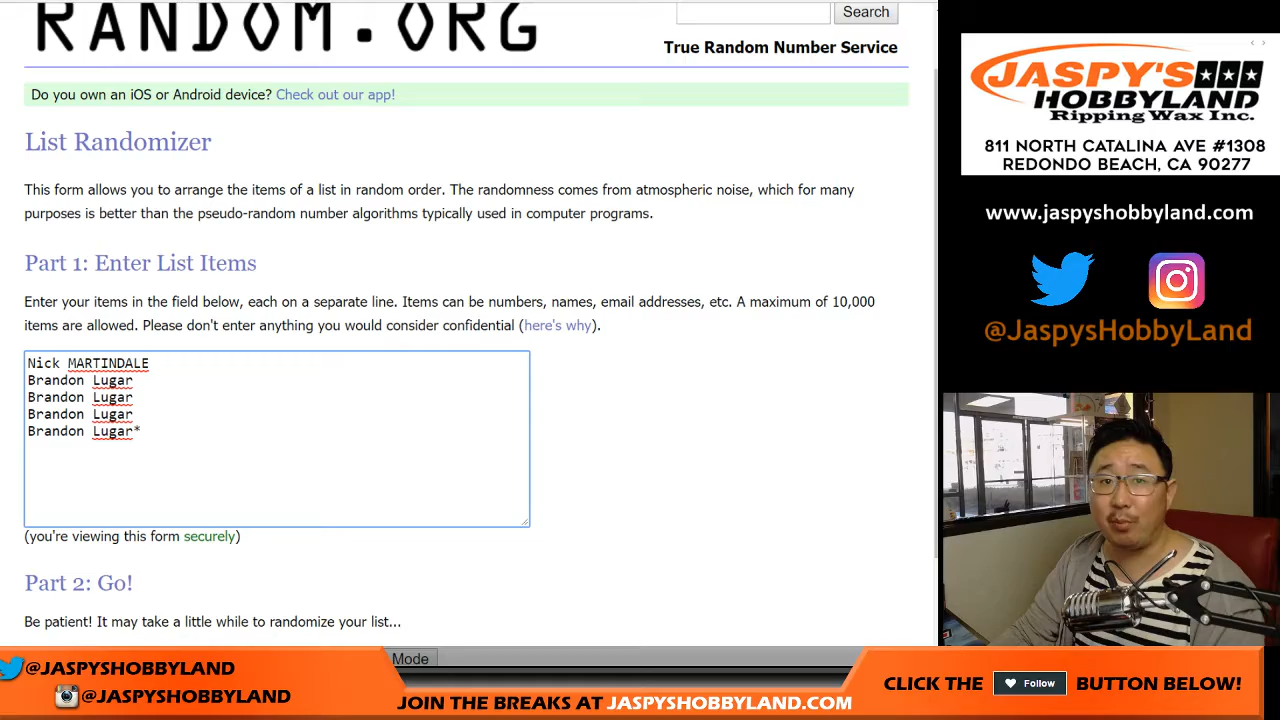 RANDOM.ORG
Search
True Random Number Service
Do you own an iOS or Android device? Check out our app!
List Randomizer
This form allows you to arrange the items of a list in random order. The randomness comes from atmospheric noise, which for many
purposes is better than the pseudo-random number algorithms typically used in computer programs.
Part 1: Enter List Items
Enter your items in the field below, each on a separate line. Items can be numbers, names, email addresses, etc. A maximum of 10,000
items are allowed. Please don't enter anything you would consider confidential (here's why).
Nick MARTINDALE
Brandon Lugar
Brandon Lugar
Brandon Lugar
Brandon Lugar*
(you're viewing this form securely)
Part 2: Go!
Be patient! It may take a little while to randomize your list...
Mode
JASPY'S
HOBBYLAND
Ripping Wax Inc.
811 NORTH CATALINA AVE #1308
REDONDO BEACH, CA 90277
www.jaspyshobbyland.com
@JaspysHobbyLand
@JASPYSHOBBYLAND
@JASPYSHOBBYLAND
JOIN THE BREAKS AT JASPYSHOBBYLAND.COM
CLICK THE Follow BUTTON BELOW!